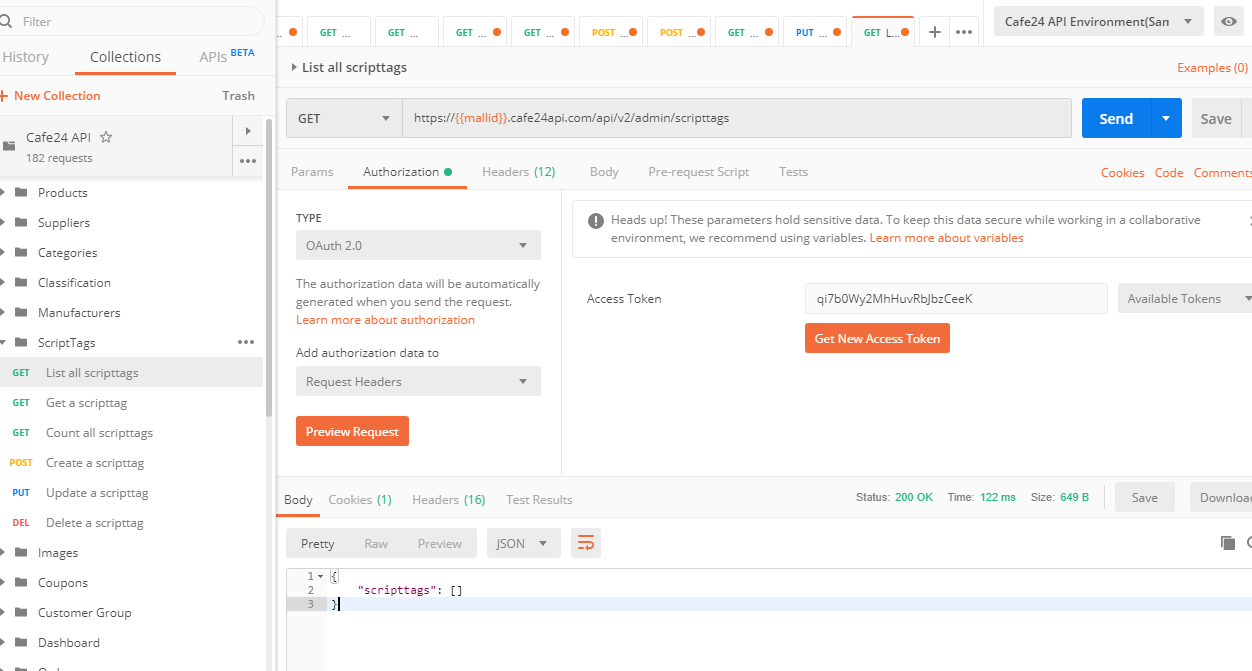 Filter
History
Collections
APIs BETA
+ New Collection
Trash
Cafe24 API
182 requests
Products
Suppliers
Categories
Classification
Manufacturers
ScriptTags
GET List all scripttags
GET Get a scripttag
GET Count all scripttags
POST Create a scripttag
PUT Update a scripttag
DEL Delete a scripttag
Images
Coupons
Customer Group
Dashboard
... GET ... GET ... GET ... GET ... POST ... POST ... GET ... PUT ... GET L...
Cafe24 API Environment(Sam
List all scripttags
Examples (0)
GET
https://{{mallid}}.cafe24api.com/api/v2/admin/scripttags
Send
Save
Params
Authorization
Headers (12)
Body
Pre-request Script
Tests
Cookies Code Comments
TYPE
OAuth 2.0
The authorization data will be automatically
generated when you send the request.
Learn more about authorization
Add authorization data to
Request Headers
Preview Request
Heads up! These parameters hold sensitive data. To keep this data secure while working in a collaborative
environment, we recommend using variables. Learn more about variables
Access Token
qi7b0Wy2MhHuvRbJbzCeeK
Available Tokens
Get New Access Token
Body
Cookies (1)
Headers (16)
Test Results
Status: 200 OK Time: 122 ms Size: 649 B
Save
Downloa
Pretty
Raw
Preview
JSON
1 {
2 "scripttags": []
3 }